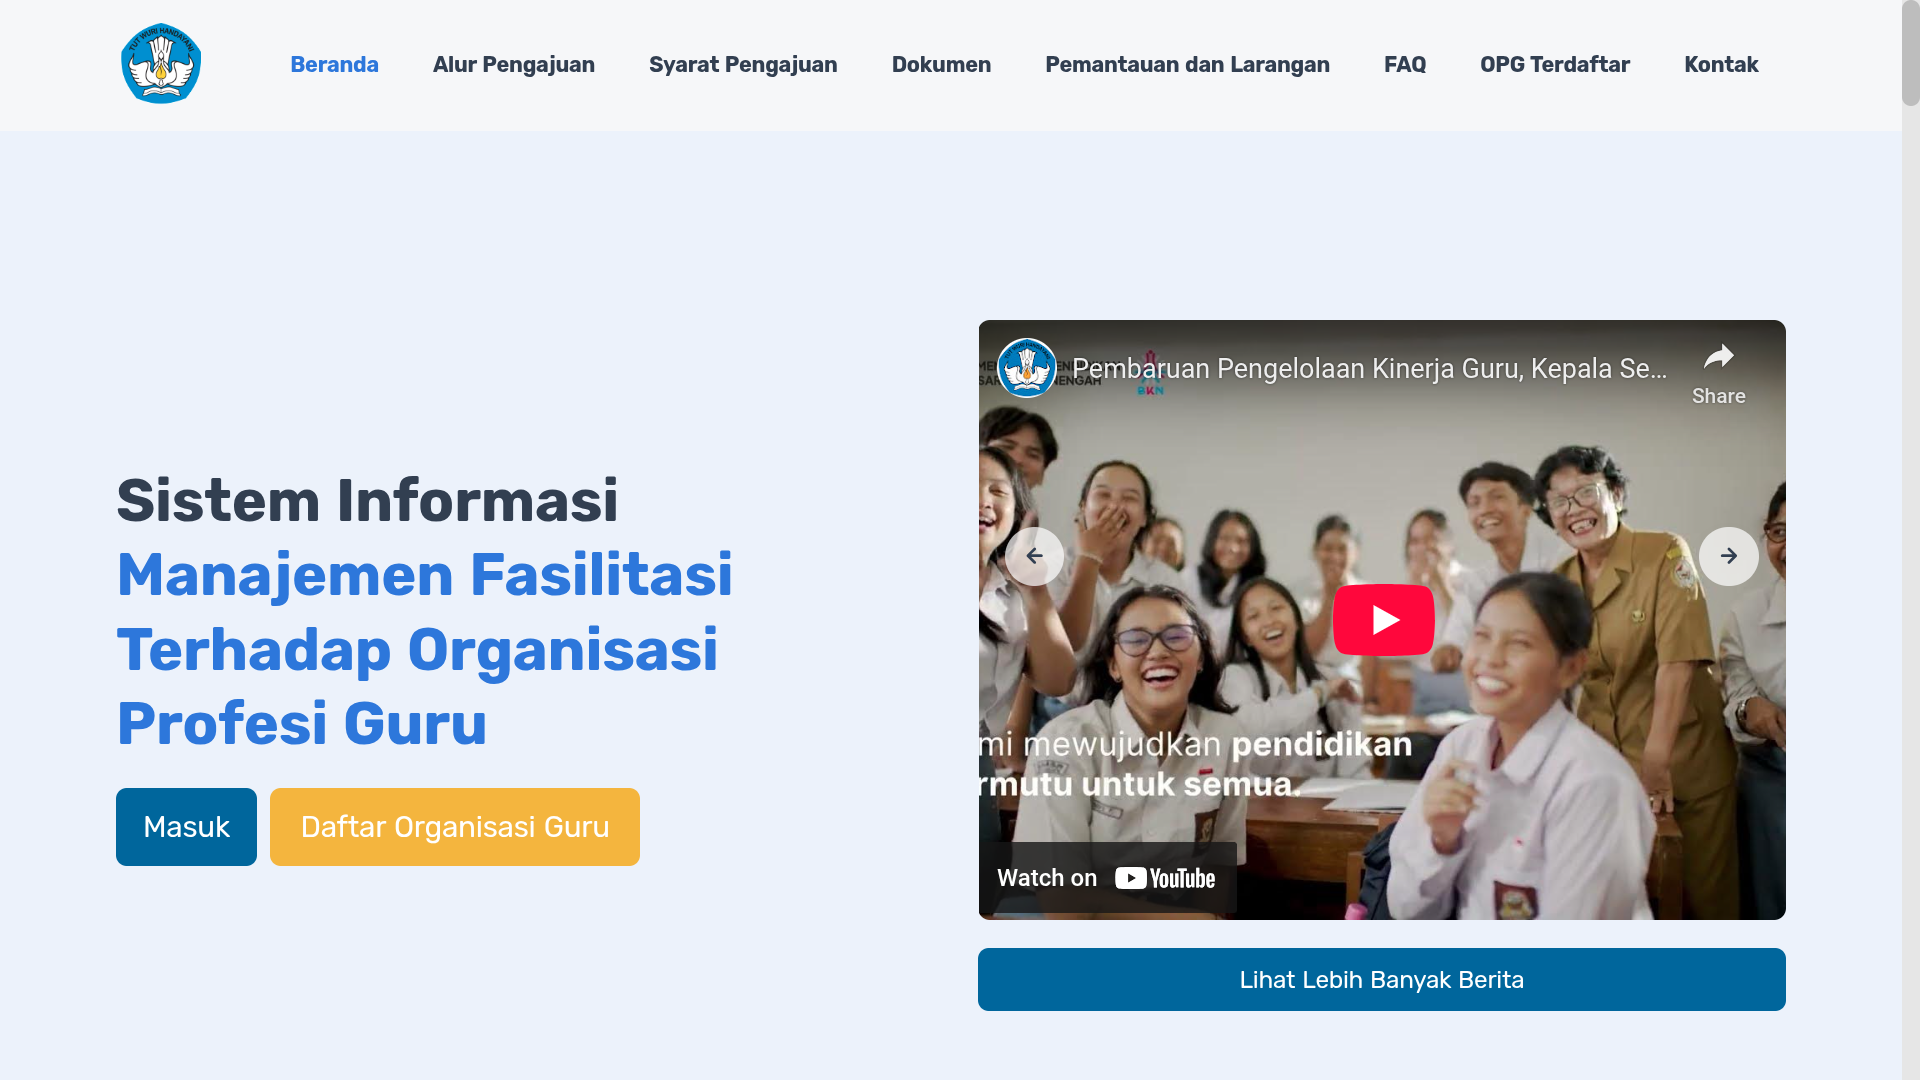 TUT WURI HANDAYANI
Beranda
Alur Pengajuan
Syarat Pengajuan
Dokumen
Pemantauan dan Larangan
FAQ
OPG Terdaftar
Kontak
Pembaruan Pengelolaan Kinerja Guru, Kepala Se...
Share
BKN
Sistem Informasi
Manajemen Fasilitasi
Terhadap Organisasi
Profesi Guru
Masuk
Daftar Organisasi Guru
mi mewujudkan pendidikan
rmutu untuk semua.
Watch on YouTube
Lihat Lebih Banyak Berita